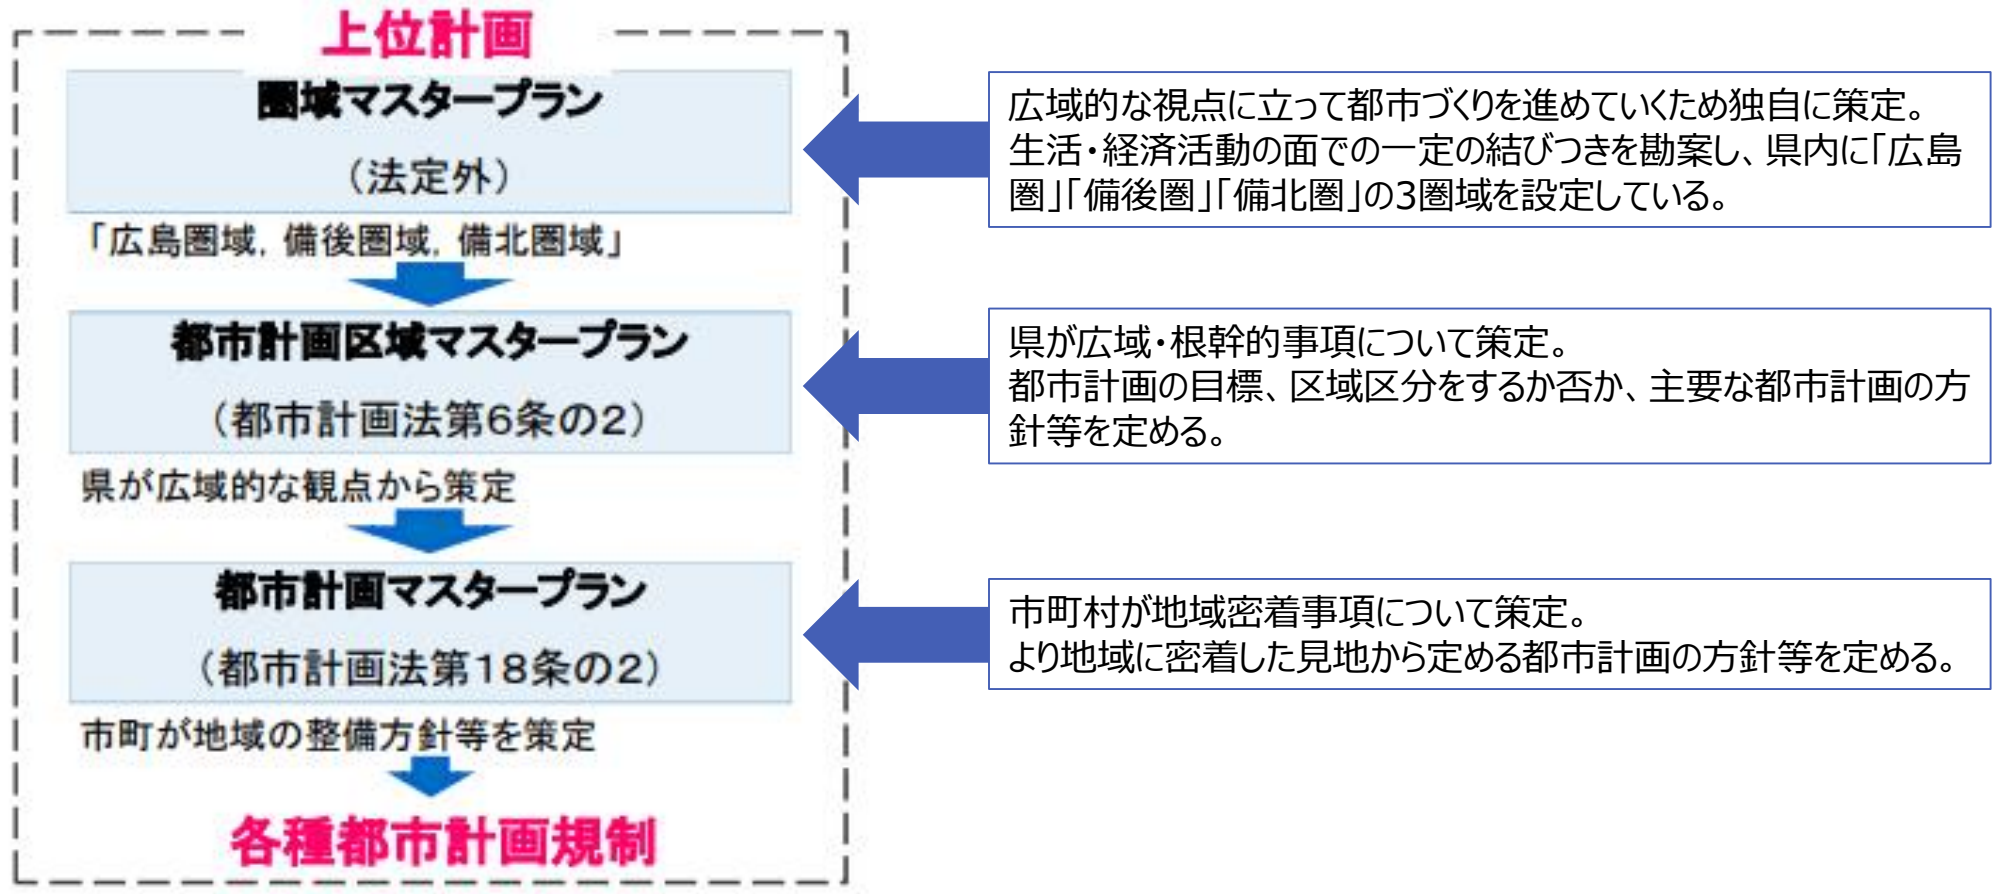 上位計画
圏域マスタープラン
（法定外）
「広島圏域，備後圏域，備北圏域」
都市計画区域マスタープラン
（都市計画法第６条の２）
県が広域的な観点から策定
都市計画マスタープラン
（都市計画法第１８条の２）
市町が地域の整備方針等を策定
各種都市計画規制
広域的な視点に立って都市づくりを進めていくため独自に策定。
生活・経済活動の面での一定の結びつきを勘案し、県内に「広島
圏」「備後圏」「備北圏」の3圏域を設定している。
県が広域・根幹的事項について策定。
都市計画の目標、区域区分をするか否か、主要な都市計画の方
針等を定める。
市町村が地域密着事項について策定。
より地域に密着した見地から定める都市計画の方針等を定める。